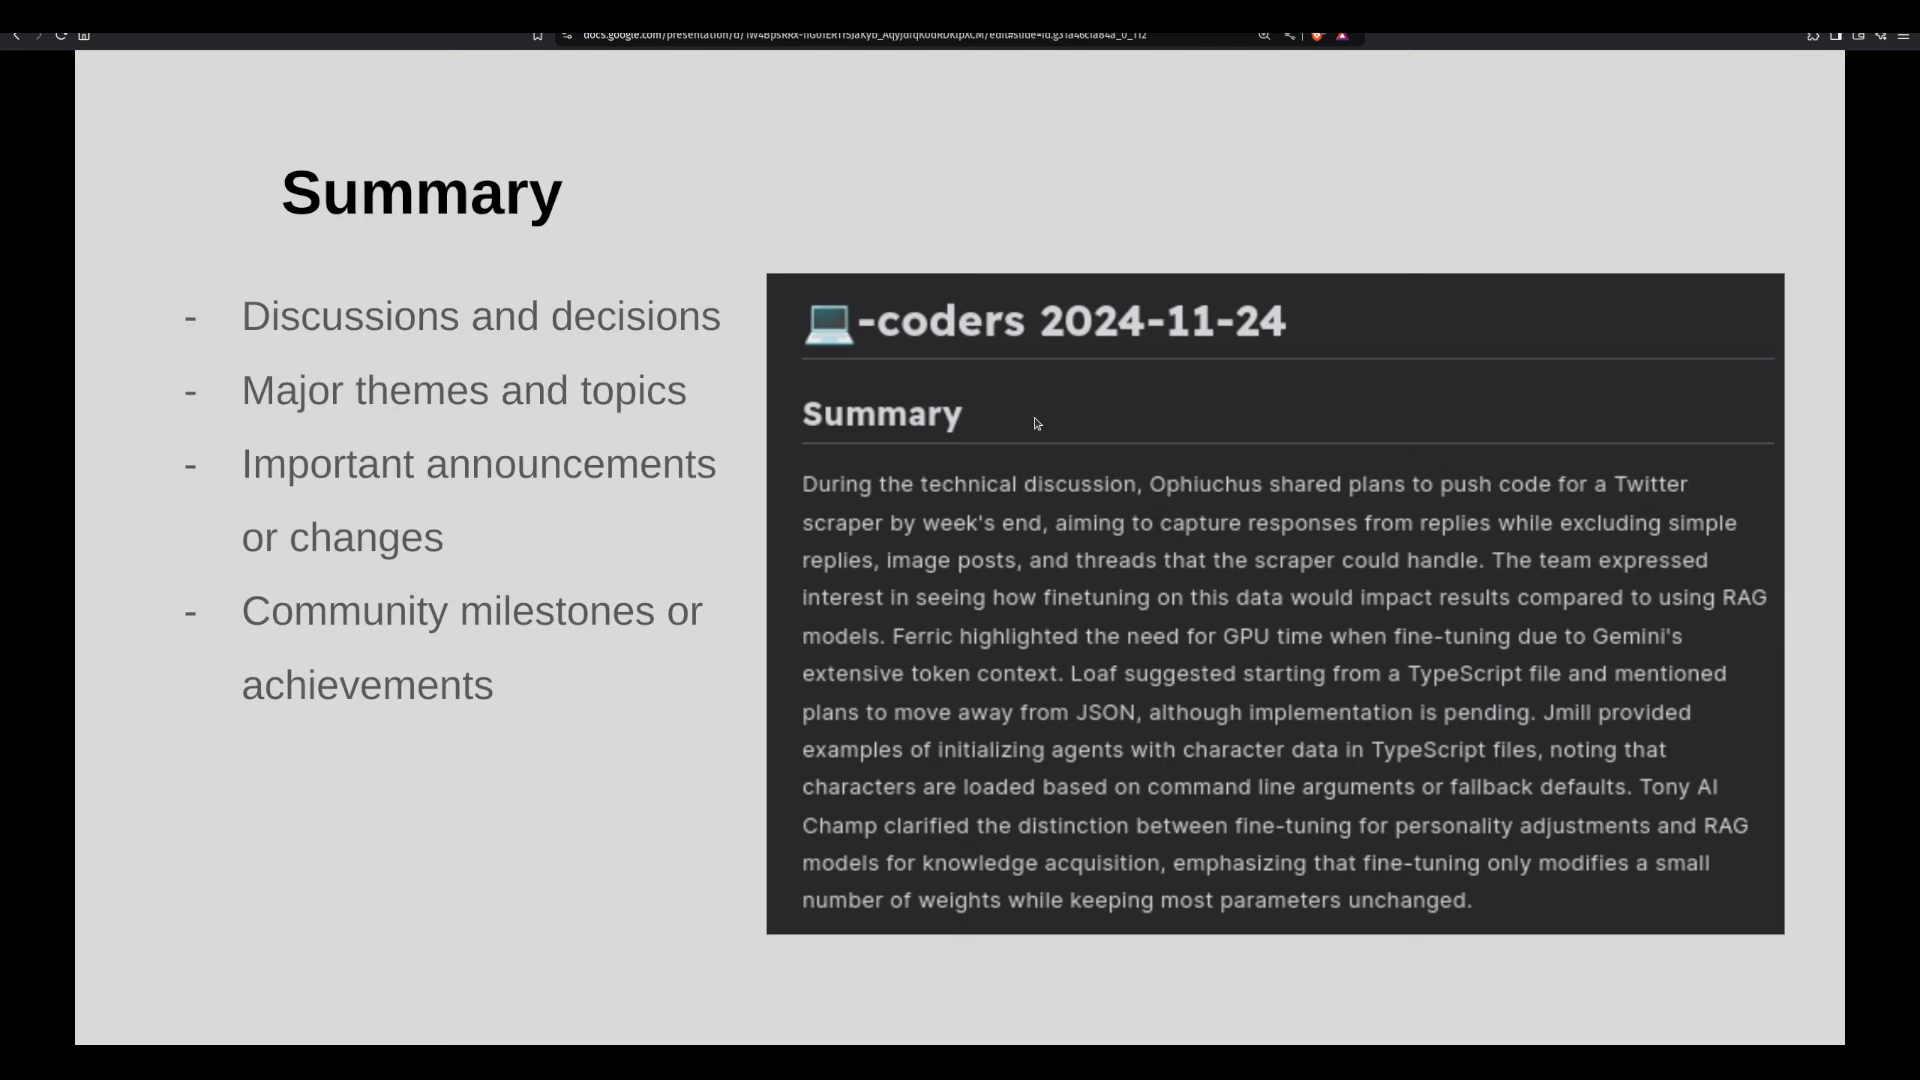 Summary
- Discussions and decisions
- Major themes and topics
- Important announcements
or changes
- Community milestones or
achievements
💻-coders 2024-11-24
Summary
During the technical discussion, Ophiuchus shared plans to push code for a Twitter
scraper by week's end, aiming to capture responses from replies while excluding simple
replies, image posts, and threads that the scraper could handle. The team expressed
interest in seeing how finetuning on this data would impact results compared to using RAG
models. Ferric highlighted the need for GPU time when fine-tuning due to Gemini's
extensive token context. Loaf suggested starting from a TypeScript file and mentioned
plans to move away from JSON, although implementation is pending. Jmill provided
examples of initializing agents with character data in TypeScript files, noting that
characters are loaded based on command line arguments or fallback defaults. Tony AI
Champ clarified the distinction between fine-tuning for personality adjustments and RAG
models for knowledge acquisition, emphasizing that fine-tuning only modifies a small
number of weights while keeping most parameters unchanged.